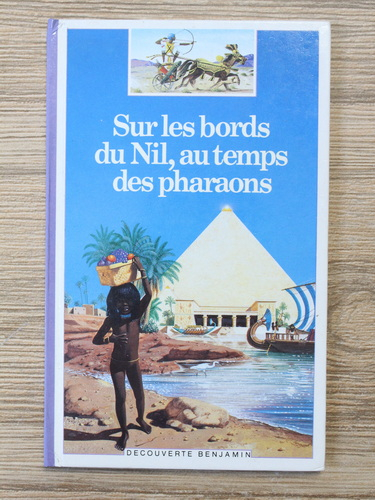 Sur les bords
du Nil, au temps
des pharaons
DECOUVERTE BENJAMIN